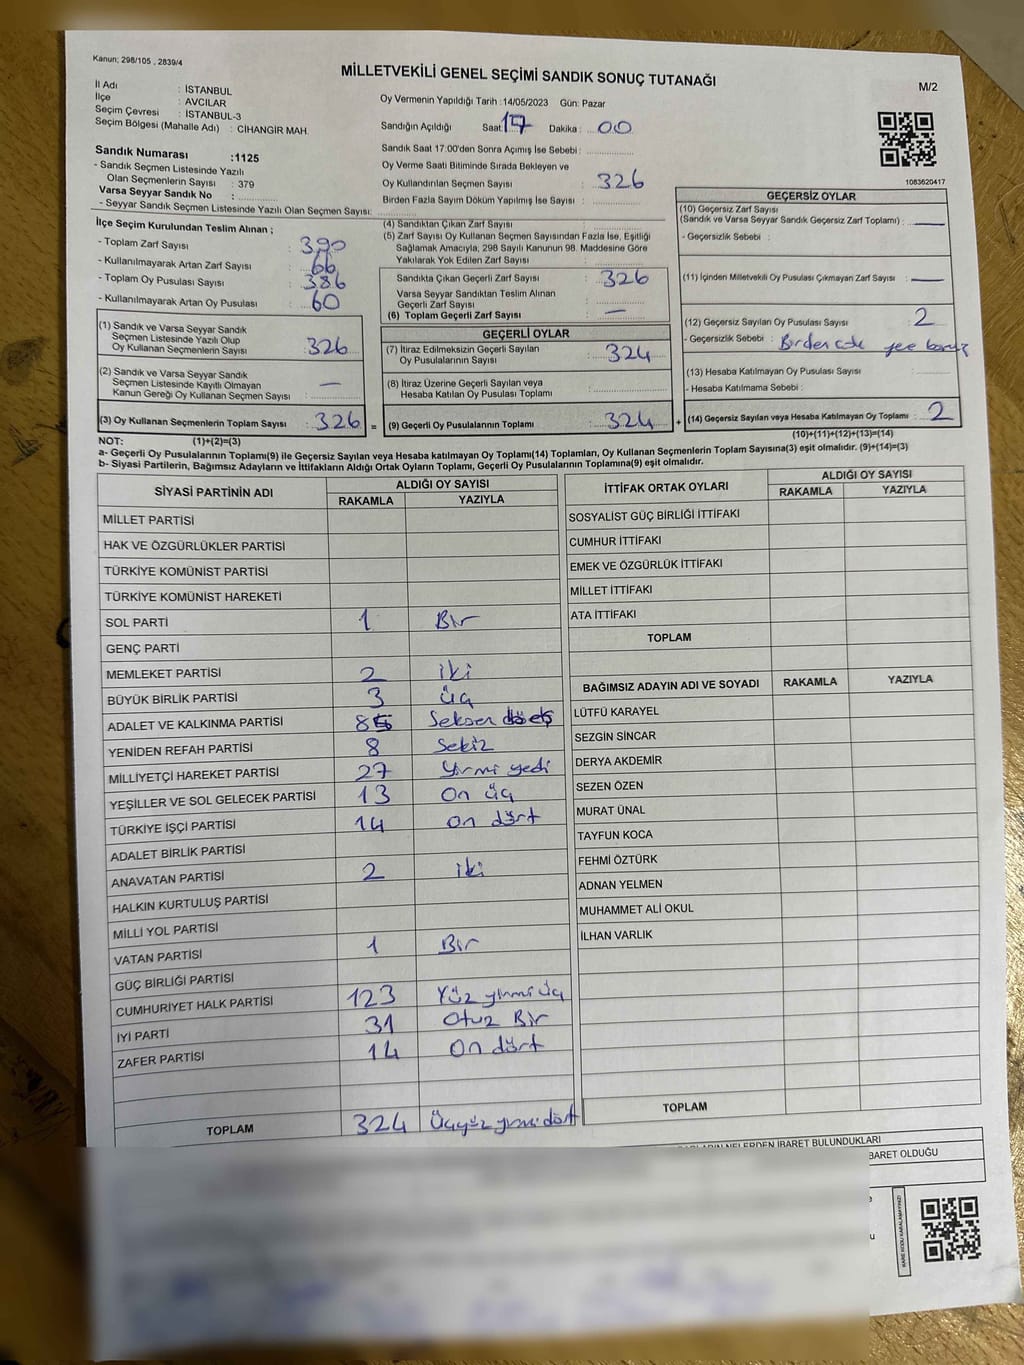 Kanun; 298/105 , 2839/4
MİLLETVEKİLİ GENEL SEÇİMİ SANDIK SONUÇ TUTANAĞI
M/2
İl Adı : İSTANBUL
İlçe : AVCILAR
Seçim Çevresi : İSTANBUL-3
Seçim Bölgesi (Mahalle Adı) : CİHANGİR MAH.
Oy Vermenin Yapıldığı Tarih :14/05/2023 Gün: Pazar
Sandığın Açıldığı Saat: 17 Dakika : 00
Sandık Saat 17:00'den Sonra Açılmış İse Sebebi :
Oy Verme Saati Bitiminde Sırada Bekleyen ve
Oy Kullandırılan Seçmen Sayısı : 326
Birden Fazla Sayım Döküm Yapılmış İse Sayısı :
1083620417
Sandık Numarası :1125
- Sandık Seçmen Listesinde Yazılı
Olan Seçmenlerin Sayısı : 379
Varsa Seyyar Sandık No :
- Seyyar Sandık Seçmen Listesinde Yazılı Olan Seçmen Sayısı:
İlçe Seçim Kurulundan Teslim Alınan ;
- Toplam Zarf Sayısı : 390
- Kullanılmayarak Artan Zarf Sayısı : 66
- Toplam Oy Pusulası Sayısı : 386
- Kullanılmayarak Artan Oy Pusulası : 60
(1) Sandık ve Varsa Seyyar Sandık
Seçmen Listesinde Yazılı Olup
Oy Kullanan Seçmenlerin Sayısı : 326
(2) Sandık ve Varsa Seyyar Sandık
Seçmen Listesinde Kayıtlı Olmayan
Kanun Gereği Oy Kullanan Seçmen Sayısı : —
(3) Oy Kullanan Seçmenlerin Toplam Sayısı : 326 =
(4) Sandıktan Çıkan Zarf Sayısı :
(5) Zarf Sayısı Oy Kullanan Seçmen Sayısından Fazla İse, Eşitliği
Sağlamak Amacıyla, 298 Sayılı Kanunun 98. Maddesine Göre
Yakılarak Yok Edilen Zarf Sayısı :
Sandıkta Çıkan Geçerli Zarf Sayısı : 326
Varsa Seyyar Sandıktan Teslim Alınan
Geçerli Zarf Sayısı :
(6) Toplam Geçerli Zarf Sayısı : —
GEÇERLİ OYLAR
(7) İtiraz Edilmeksizin Geçerli Sayılan
Oy Pusulalarının Sayısı : 324
(8) İtiraz Üzerine Geçerli Sayılan veya
Hesaba Katılan Oy Pusulası Toplamı :
(9) Geçerli Oy Pusulalarının Toplamı : 324 +
GEÇERSİZ OYLAR
(10) Geçersiz Zarf Sayısı
(Sandık ve Varsa Seyyar Sandık Geçersiz Zarf Toplamı) : —
- Geçersizlik Sebebi :
(11) İçinden Milletvekili Oy Pusulası Çıkmayan Zarf Sayısı : —
(12) Geçersiz Sayılan Oy Pusulası Sayısı : 2
- Geçersizlik Sebebi : Birden
(13) Hesaba Katılmayan Oy Pusulası Sayısı :
- Hesaba Katılmama Sebebi :
(14) Geçersiz Sayılan veya Hesaba Katılmayan Oy Toplamı : 2
NOT: (1)+(2)=(3) (10)+(11)+(12)+(13)=(14)
a- Geçerli Oy Pusulalarının Toplamı(9) ile Geçersiz Sayılan veya Hesaba katılmayan Oy Toplamı(14) Toplamları, Oy Kullanan Seçmenlerin Toplam Sayısına(3) eşit olmalıdır. (9)+(14)=(3)
b- Siyasi Partilerin, Bağımsız Adayların ve İttifakların Aldığı Ortak Oyların Toplamı, Geçerli Oy Pusulalarının Toplamına(9) eşit olmalıdır.
SİYASİ PARTİNİN ADI ALDIĞI OY SAYISI
RAKAMLA YAZIYLA
MİLLET PARTİSİ
HAK VE ÖZGÜRLÜKLER PARTİSİ
TÜRKİYE KOMÜNİST PARTİSİ
TÜRKİYE KOMÜNİST HAREKETİ
SOL PARTİ 1 Bir
GENÇ PARTİ
MEMLEKET PARTİSİ 2 iki
BÜYÜK BİRLİK PARTİSİ 3 üç
ADALET VE KALKINMA PARTİSİ Seksen
YENİDEN REFAH PARTİSİ 8 Sekiz
MİLLİYETÇİ HAREKET PARTİSİ 27 yirmi yedi
YEŞİLLER VE SOL GELECEK PARTİSİ 13 On üç
TÜRKİYE İŞÇİ PARTİSİ 14 on dört
ADALET BİRLİK PARTİSİ
ANAVATAN PARTİSİ 2 iki
HALKIN KURTULUŞ PARTİSİ
MİLLİ YOL PARTİSİ
VATAN PARTİSİ 1 Bir
GÜÇ BİRLİĞİ PARTİSİ
CUMHURİYET HALK PARTİSİ 123 Yüz yirmi üç
İYİ PARTİ 31 Otuz Bir
ZAFER PARTİSİ 14 On dört
TOPLAM 324 Üçyüz yirmi dört
İTTİFAK ORTAK OYLARI ALDIĞI OY SAYISI
RAKAMLA YAZIYLA
SOSYALİST GÜÇ BİRLİĞİ İTTİFAKI
CUMHUR İTTİFAKI
EMEK VE ÖZGÜRLÜK İTTİFAKI
MİLLET İTTİFAKI
ATA İTTİFAKI
TOPLAM
BAĞIMSIZ ADAYIN ADI VE SOYADI RAKAMLA YAZIYLA
LÜTFÜ KARAYEL
SEZGİN SİNCAR
DERYA AKDEMİR
SEZEN ÖZEN
MURAT ÜNAL
TAYFUN KOCA
FEHMİ ÖZTÜRK
ADNAN YELMEN
MUHAMMET ALİ OKUL
İLHAN VARLIK
TOPLAM
NELERDEN İBARET BULUNDUKLARI
BARET OLDUĞU
KARE KODU KARALAMAYINIZ!